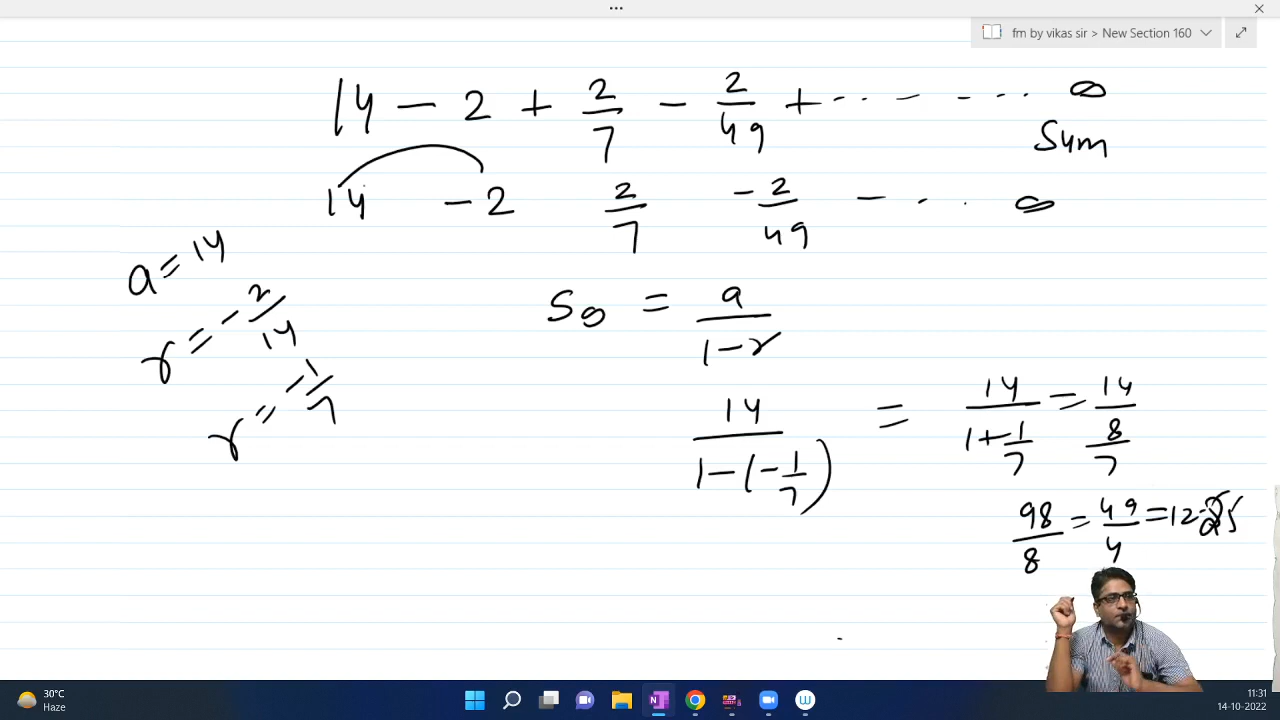 fm by vikas sir > New Section 160
14 - 2 + 2/7 - 2/49 + ... - - ... ∞
Sum
14 -2 2/7 -2/49 - . . ∞
a = 14
r = -2/14
r = -1/7
S∞ = a/(1-r)
14/(1-(-1/7)) = 14/(1+1/7) = 14/(8/7)
98/8 = 49/4 = 12.25
30°C
Haze
11:31
14-10-2022